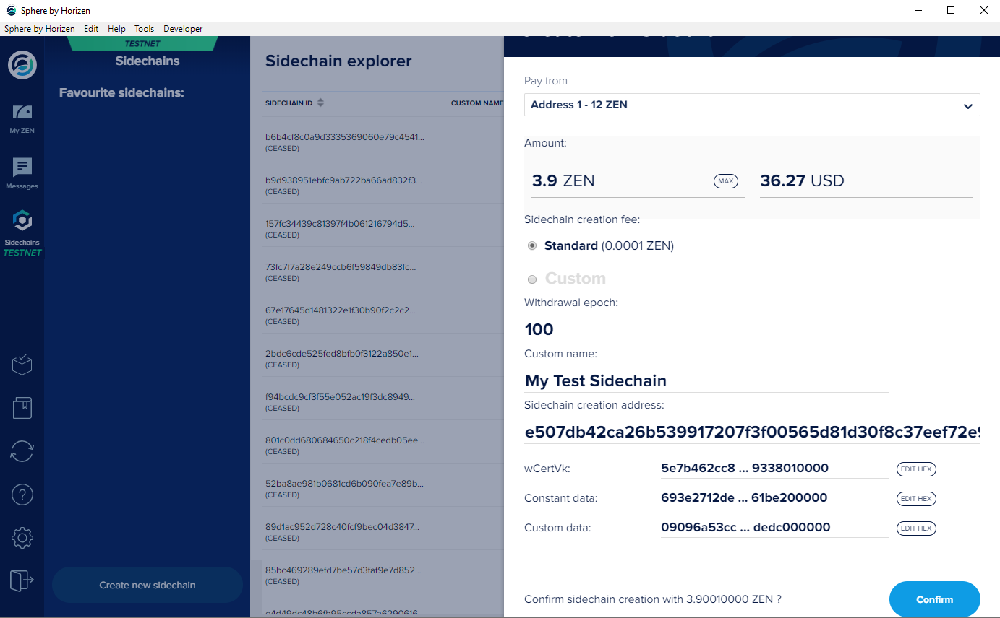 Sphere by Horizen
Sphere by Horizen Edit Help Tools Developer
TESTNET
Sidechains
Favourite sidechains:
My ZEN
Messages
Sidechains
TESTNET
Create new sidechain
Sidechain explorer
SIDECHAIN ID CUSTOM NAME
b6b4cf8c0a9d3335369060e79c4541...
(CEASED)
b9d938951ebfc9ab722ba66ad832f3...
(CEASED)
157fc34439c81397f4b061216794d5...
(CEASED)
73fc7f7a28e249ccb6f59849db83fc...
(CEASED)
67e17645d1481322e1f30b90f2c2c2...
(CEASED)
2bdc6cde525fed8bfb0f3122a850e1...
(CEASED)
f94bcdc9cf3f55e052ac19f3dc8949...
(CEASED)
801c0dd680684650c218f4cedb05ee...
(CEASED)
52ba8ae981b0681cd6b090fea7e89b...
(CEASED)
89d1ac952d728c40fcf9bec04d3847...
(CEASED)
85bc469289efd7be57d3faf9e7d852...
(CEASED)
Pay from
Address 1 - 12 ZEN
Amount:
3.9 ZEN MAX 36.27 USD
Sidechain creation fee:
Standard (0.0001 ZEN)
Custom
Withdrawal epoch:
100
Custom name:
My Test Sidechain
Sidechain creation address:
e507db42ca26b539917207f3f00565d81d30f8c37eef72e9
wCertVk: 5e7b462cc8 ... 9338010000 EDIT HEX
Constant data: 693e2712de ... 61be200000 EDIT HEX
Custom data: 09096a53cc ... dedc000000 EDIT HEX
Confirm sidechain creation with 3.90010000 ZEN ?
Confirm